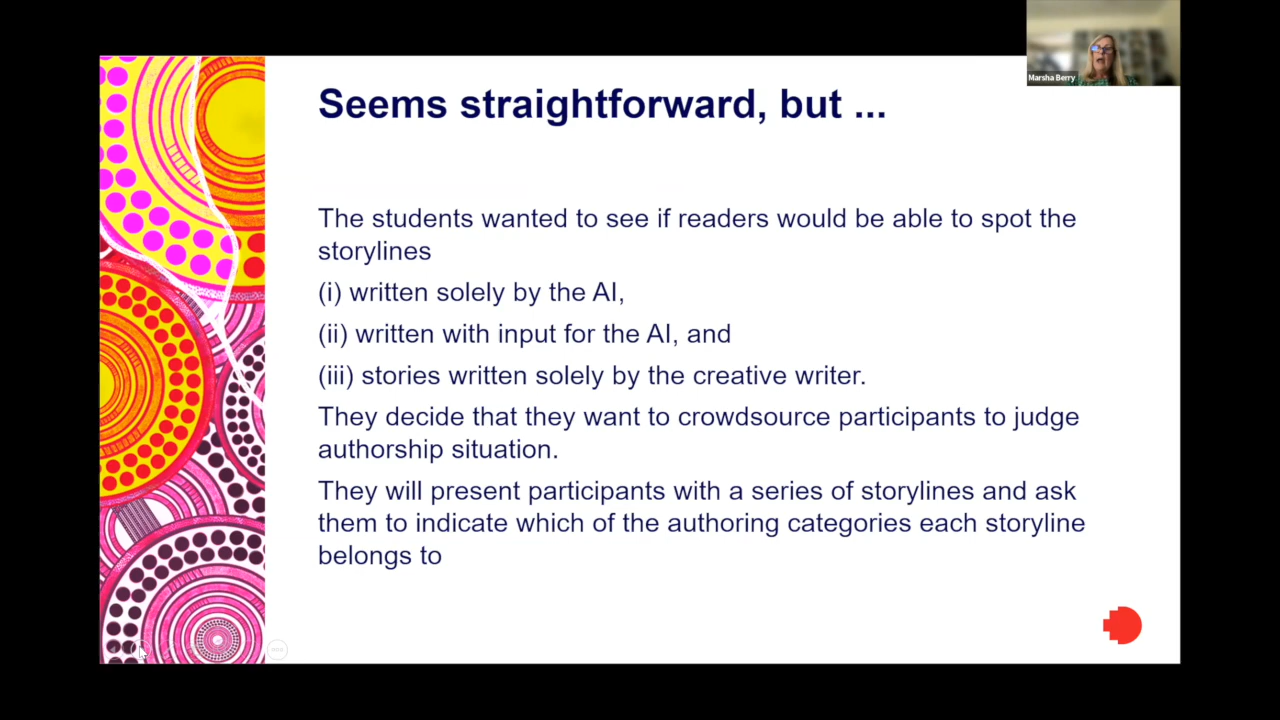 Marsha Berry
Seems straightforward, but ...
The students wanted to see if readers would be able to spot the
storylines
(i) written solely by the AI,
(ii) written with input for the AI, and
(iii) stories written solely by the creative writer.
They decide that they want to crowdsource participants to judge
authorship situation.
They will present participants with a series of storylines and ask
them to indicate which of the authoring categories each storyline
belongs to